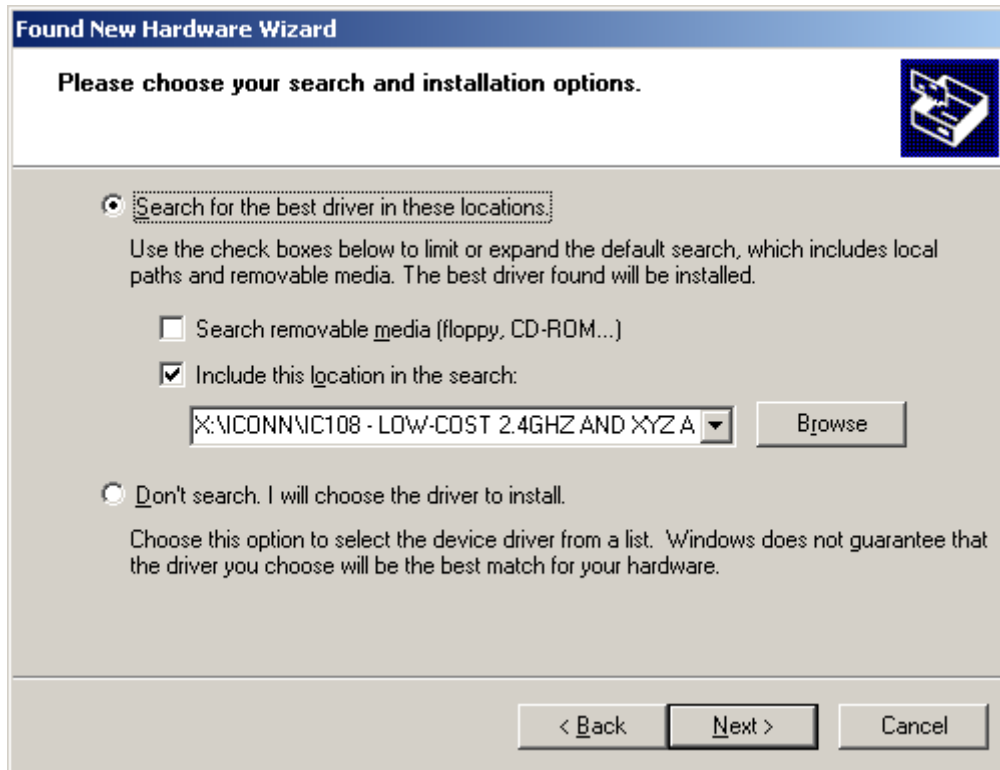 Found New Hardware Wizard
Please choose your search and installation options.
Search for the best driver in these locations.
Use the check boxes below to limit or expand the default search, which includes local
paths and removable media. The best driver found will be installed.
Search removable media (floppy, CD-ROM...)
Include this location in the search:
X:\ICONN\IC108 - LOW-COST 2.4GHZ AND XYZ A
Browse
Don't search. I will choose the driver to install.
Choose this option to select the device driver from a list. Windows does not guarantee that
the driver you choose will be the best match for your hardware.
< Back
Next >
Cancel